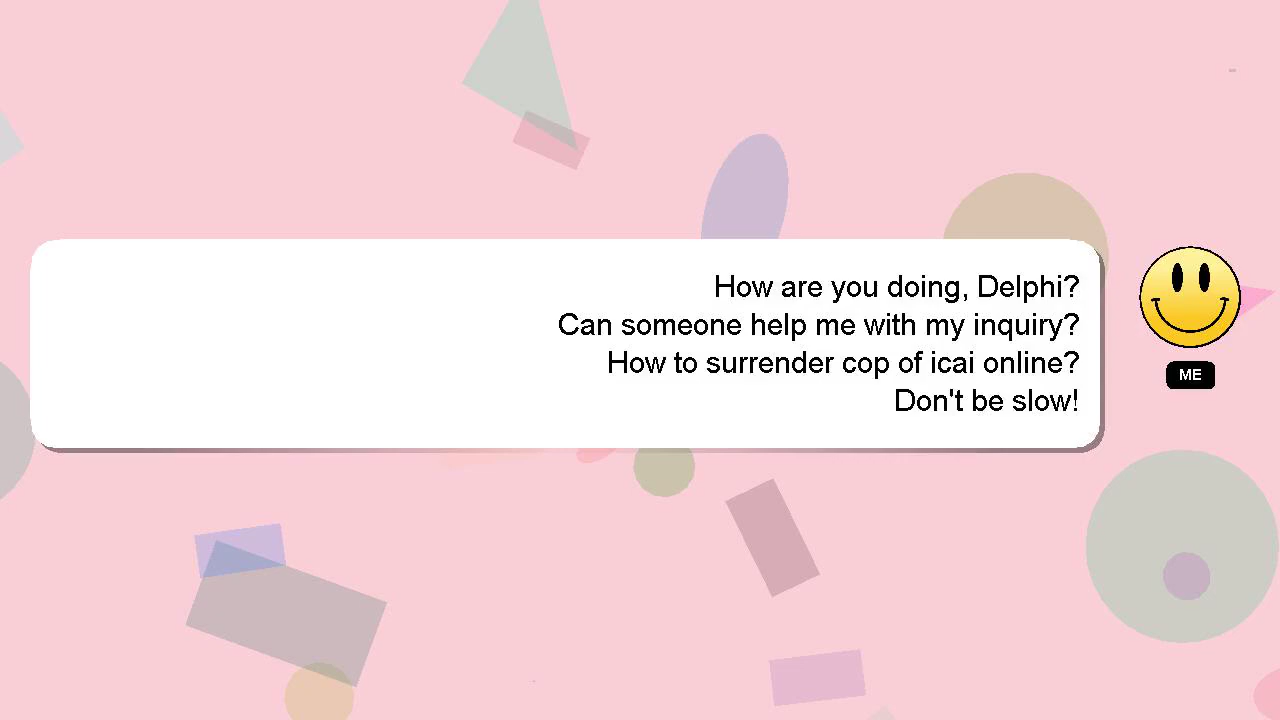 How are you doing, Delphi?
Can someone help me with my inquiry?
How to surrender cop of icai online?
Don't be slow!
ME